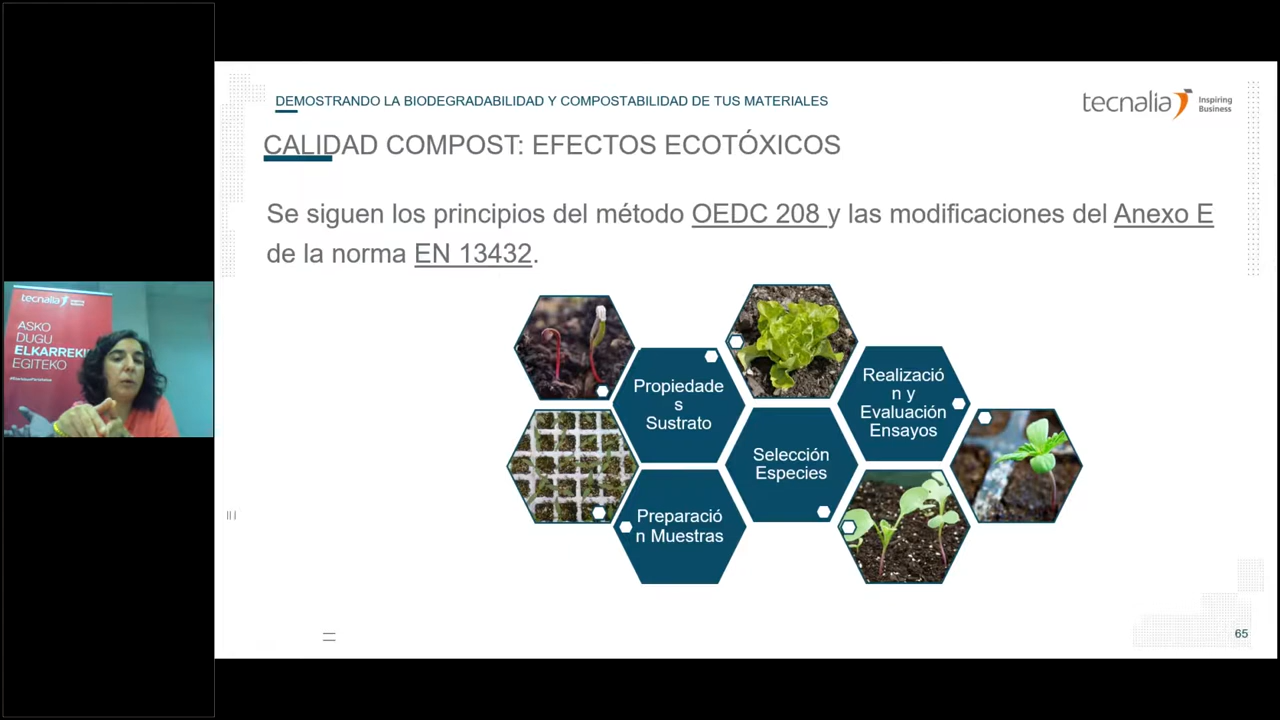 DEMOSTRANDO LA BIODEGRADABILIDAD Y COMPOSTABILIDAD DE TUS MATERIALES
tecnalia
Inspiring
Business
CALIDAD COMPOST: EFECTOS ECOTÓXICOS
Se siguen los principios del método OEDC 208 y las modificaciones del Anexo E
de la norma EN 13432.
Propiedade
s
Sustrato
Realizació
n y
Evaluación
Ensayos
Selección
Especies
Preparació
n Muestras
65
tecnalia
ASKO
DUGU
ELKARREKI
EGITEKO